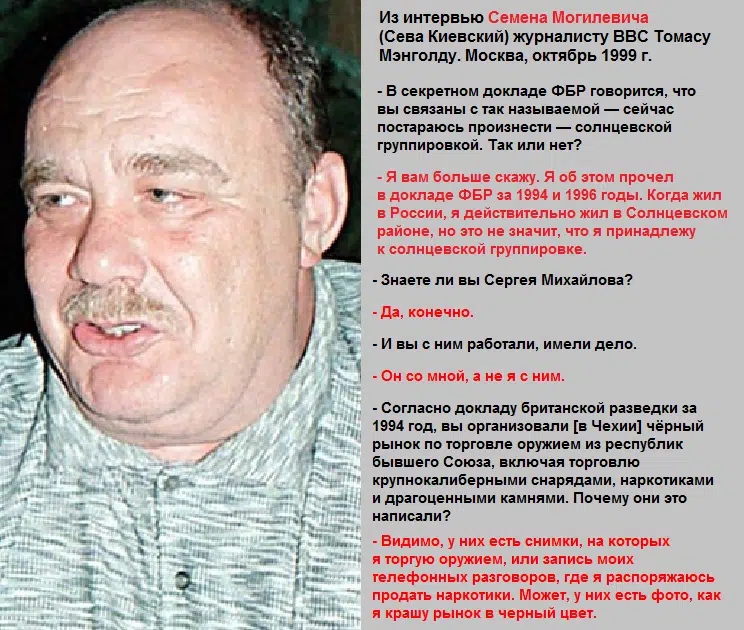 Из интервью Семена Могилевича
(Сева Киевский) журналисту BBC Томасу
Мэнголду. Москва, октябрь 1999 г.
- В секретном докладе ФБР говорится, что
вы связаны с так называемой — сейчас
постараюсь произнести — солнцевской
группировкой. Так или нет?
- Я вам больше скажу. Я об этом прочел
в докладе ФБР за 1994 и 1996 годы. Когда жил
в России, я действительно жил в Солнцевском
районе, но это не значит, что я принадлежу
к солнцевской группировке.
- Знаете ли вы Сергея Михайлова?
- Да, конечно.
- И вы с ним работали, имели дело.
- Он со мной, а не я с ним.
- Согласно докладу британской разведки за
1994 год, вы организовали [в Чехии] чёрный
рынок по торговле оружием из республик
бывшего Союза, включая торговлю
крупнокалиберными снарядами, наркотиками
и драгоценными камнями. Почему они это
написали?
- Видимо, у них есть снимки, на которых
я торгую оружием, или запись моих
телефонных разговоров, где я распоряжаюсь
продать наркотики. Может, у них есть фото, как
я крашу рынок в черный цвет.